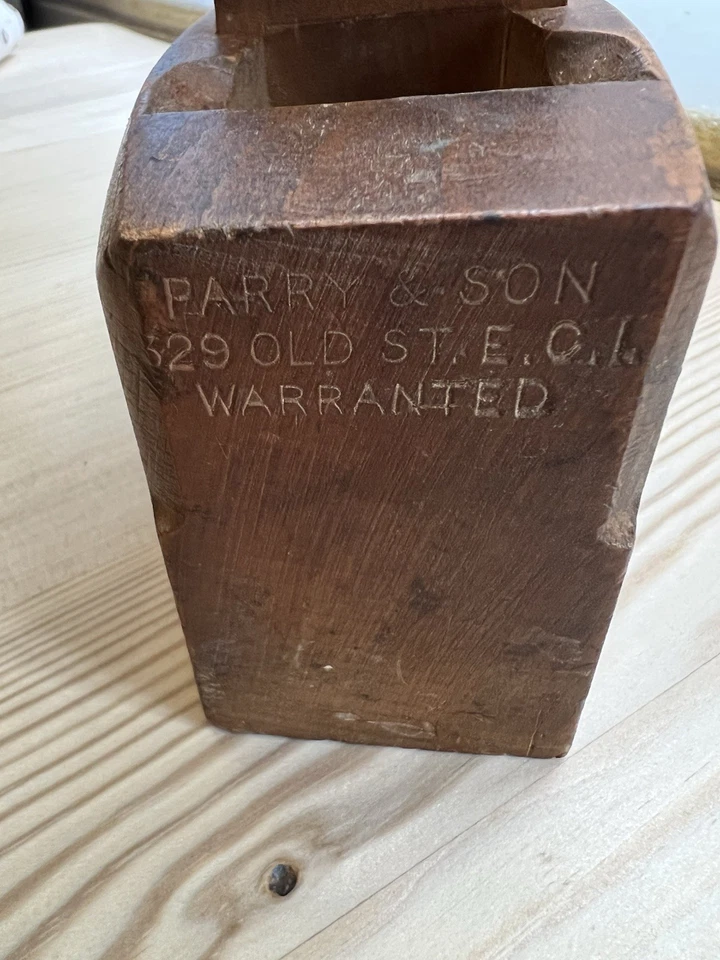 PARRY & SON
329 OLD ST. E.C.1.
WARRANTED